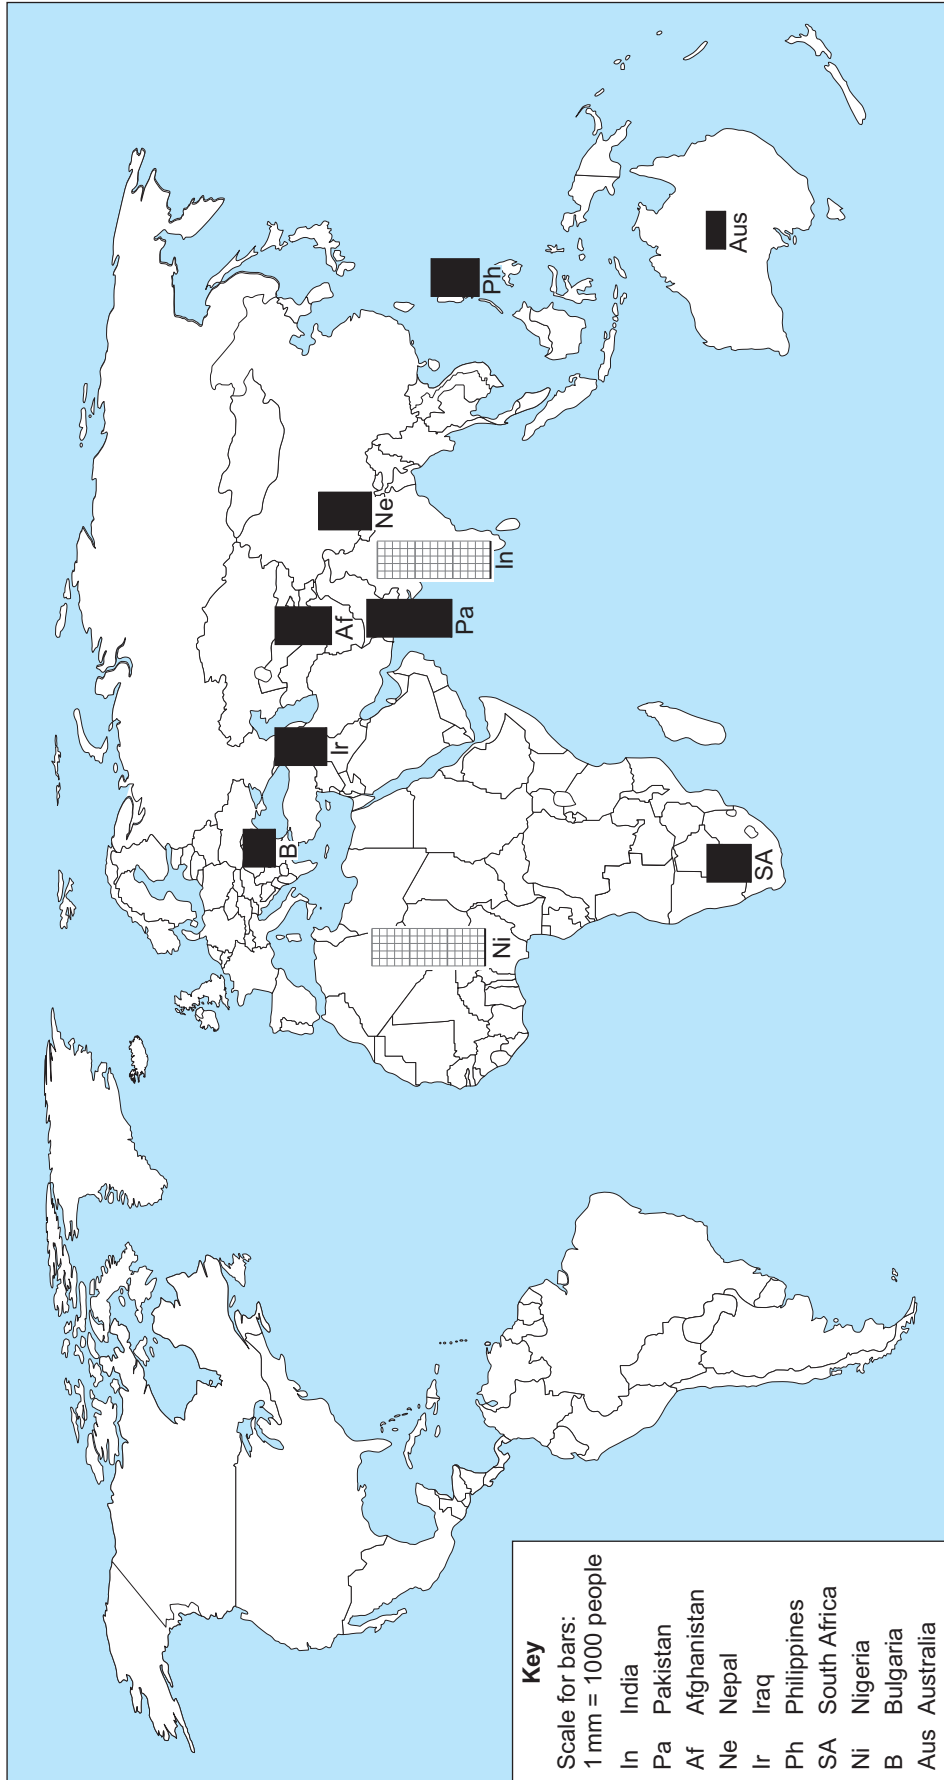 Ph
Aus
Ne
In
Af
Pa
Ir
B
SA
Ni
Key
Scale for bars:
1 mm = 1000 people
In India
Pa Pakistan
Af Afghanistan
Ne Nepal
Ir Iraq
Ph Philippines
SA South Africa
Ni Nigeria
B Bulgaria
Aus Australia